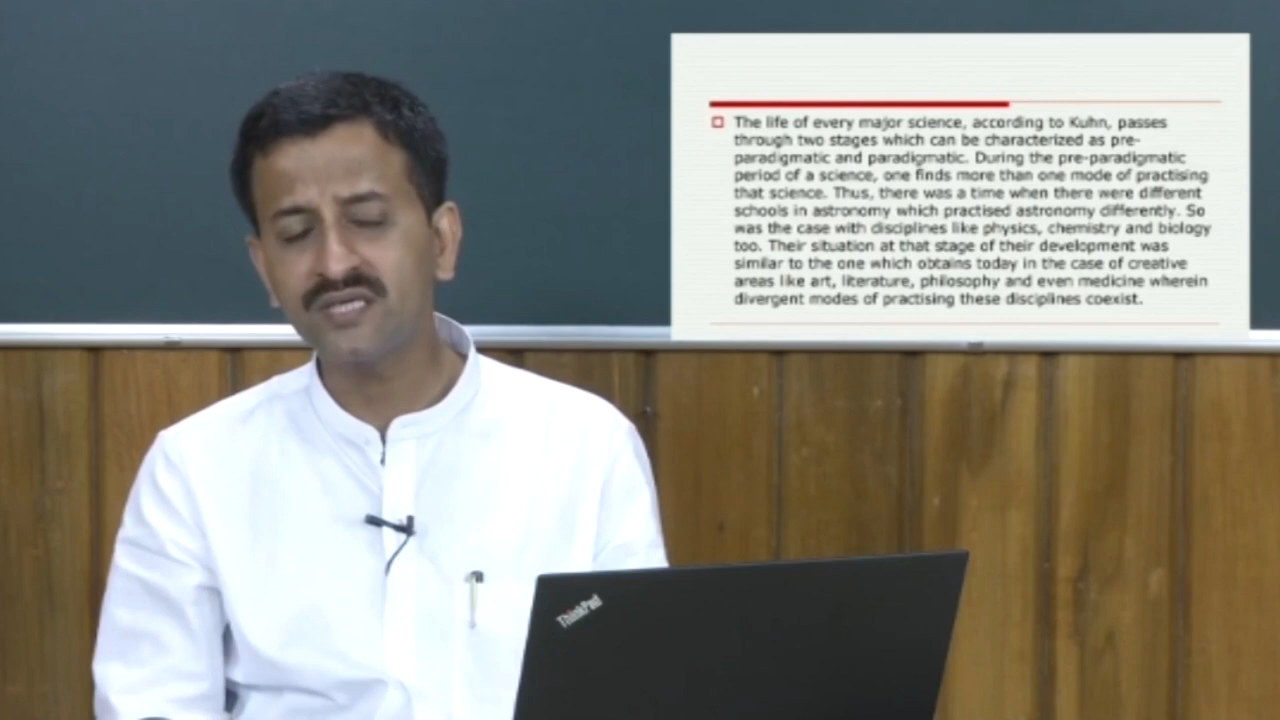 The life of every major science, according to Kuhn, passes
through two stages which can be characterized as pre-
paradigmatic and paradigmatic. During the pre-paradigmatic
period of a science, one finds more than one mode of practising
that science. Thus, there was a time when there were different
schools in astronomy which practised astronomy differently. So
was the case with disciplines like physics, chemistry and biology
too. Their situation at that stage of their development was
similar to the one which obtains today in the case of creative
areas like art, literature, philosophy and even medicine wherein
divergent modes of practising these disciplines coexist.
ThinkPad